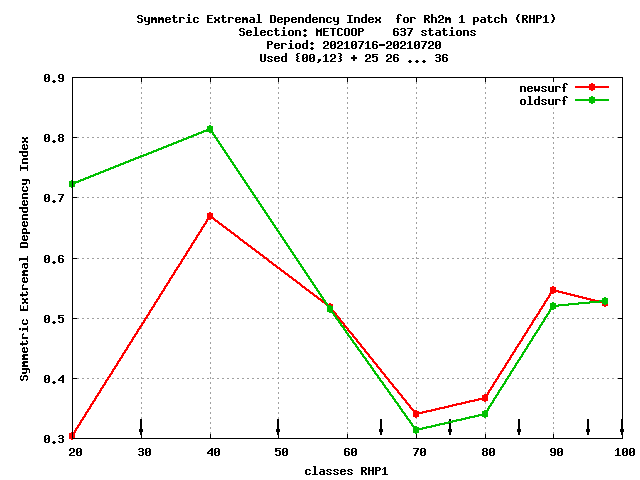 Symmetric Extremal Dependency Index  for Rh2m 1 patch (RHP1)
Selection: METCOOP    637 stations
Period: 20210716-20210720
Used {00,12} + 25 26 ... 36
newsurf
oldsurf
Symmetric Extremal Dependency Index
0.9
0.8
0.7
0.6
0.5
0.4
0.3
20 30 40 50 60 70 80 90 100
classes RHP1